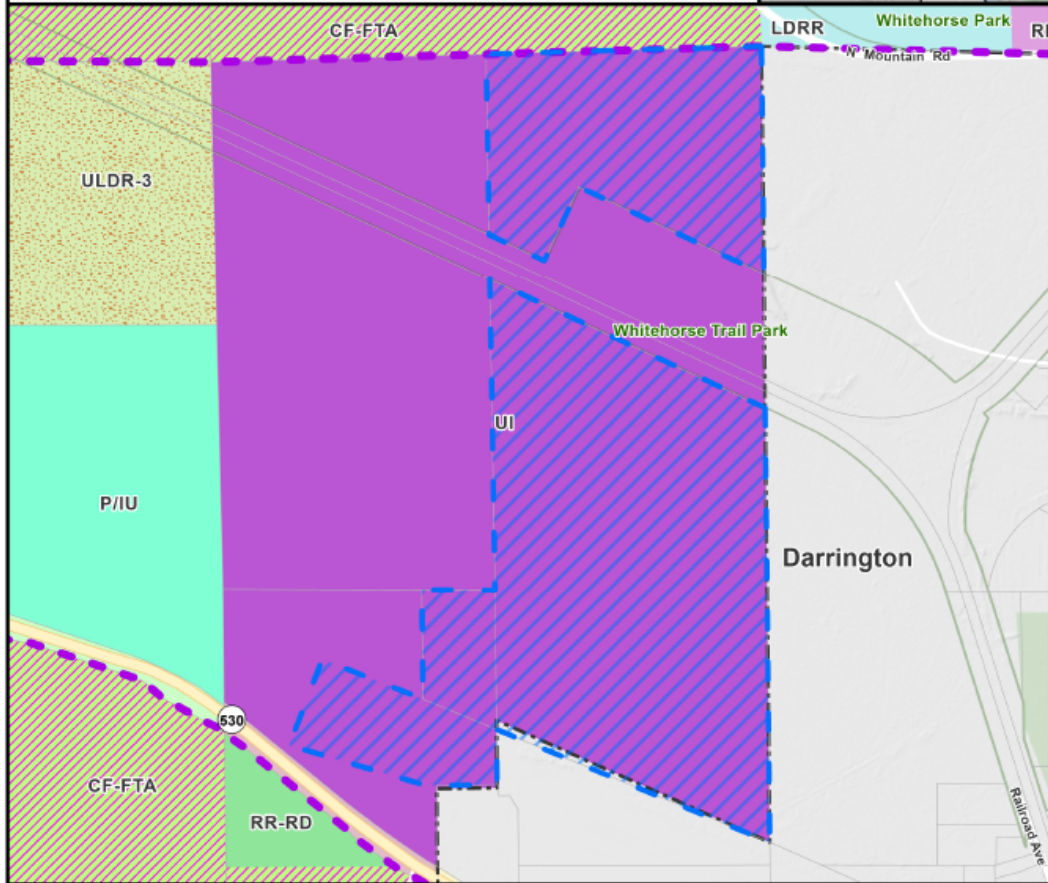 CF-FTA
LDRR
Whitehorse Park
N Mountain Rd
ULDR-3
Whitehorse Trail Park
UI
P/IU
Darrington
530
CF-FTA
RR-RD
Railroad Ave